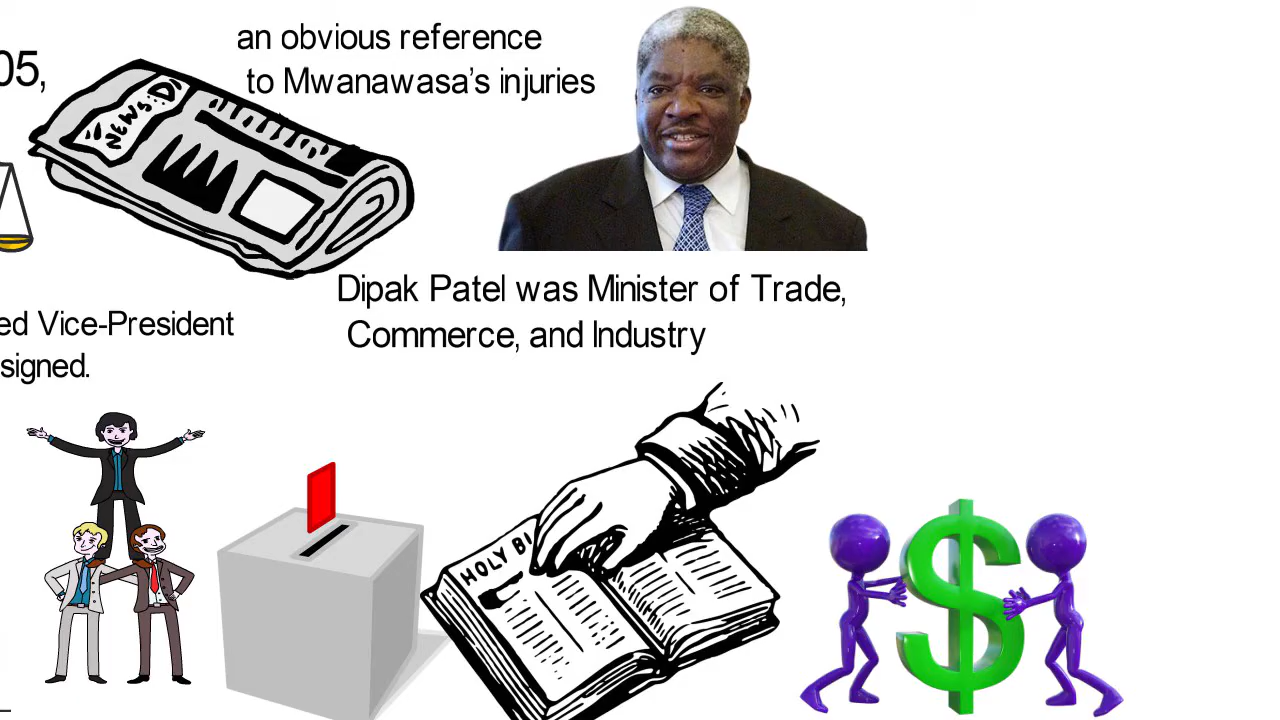 05,
an obvious reference
to Mwanawasa's injuries
NEWS:D
Dipak Patel was Minister of Trade,
Commerce, and Industry
ed Vice-President
signed.
HOLY BI